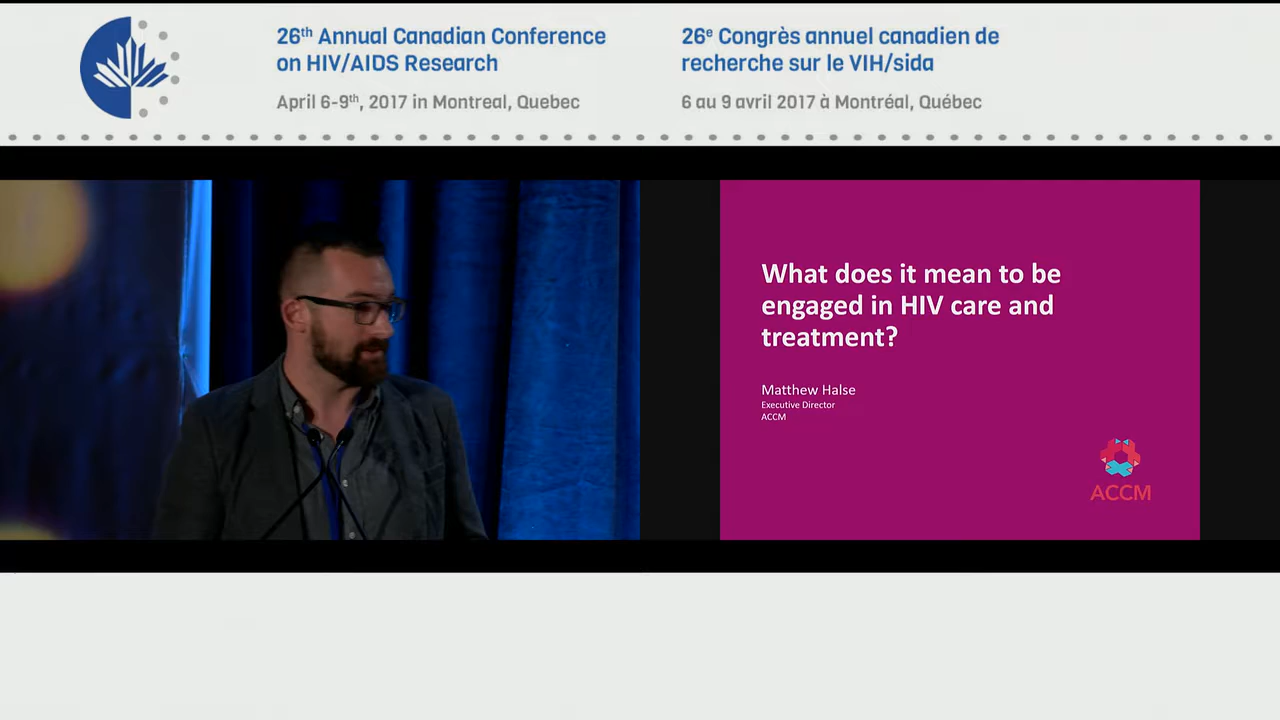 26th Annual Canadian Conference
on HIV/AIDS Research
April 6-9th, 2017 in Montreal, Quebec
26e Congrès annuel canadien de
recherche sur le VIH/sida
6 au 9 avril 2017 à Montréal, Québec
What does it mean to be
engaged in HIV care and
treatment?
Matthew Halse
Executive Director
ACCM
ACCM